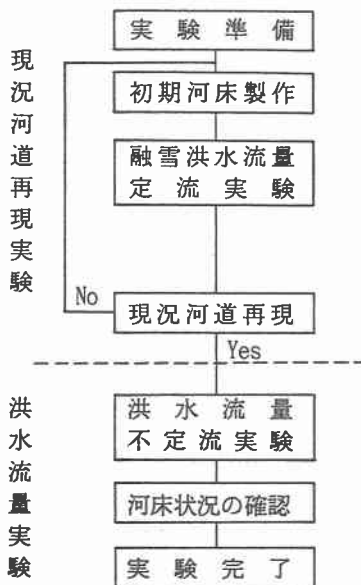 実験準備
現況河道再現実験
初期河床製作
融雪洪水流量
定流実験
No
現況河道再現
Yes
洪水流量実験
洪水流量
不定流実験
河床状況の確認
実験完了